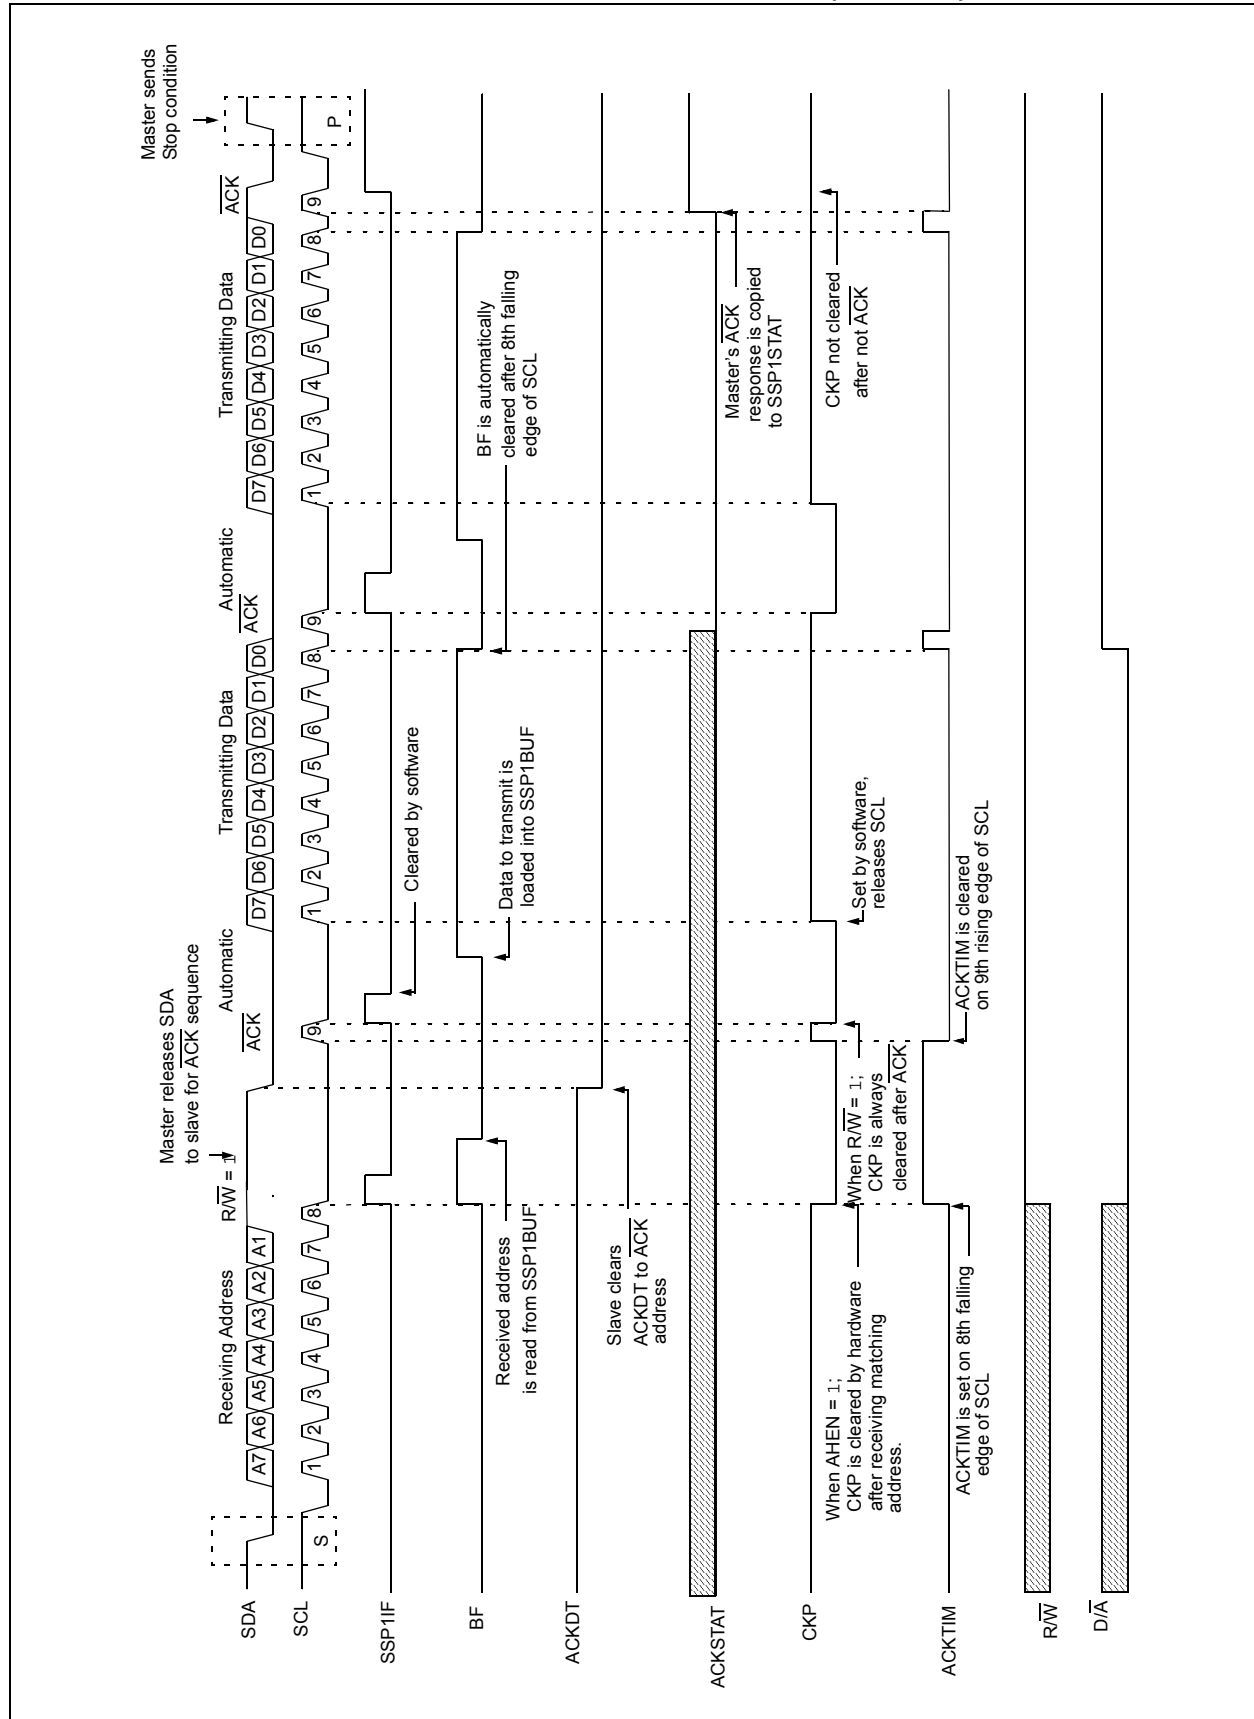 Master sends
Stop condition
Master releases SDA
to slave for ACK sequence
Receiving Address
R/W = 1
Automatic
ACK
Transmitting Data
Automatic
ACK
Transmitting Data
ACK
SDA
A7 A6 A5 A4 A3 A2 A1
D7 D6 D5 D4 D3 D2 D1 D0
D7 D6 D5 D4 D3 D2 D1 D0
SCL
S
1 2 3 4 5 6 7 8 9
1 2 3 4 5 6 7 8 9
1 2 3 4 5 6 7 8 9
P
SSP1IF
Cleared by software
BF
Received address
is read from SSP1BUF
Data to transmit is
loaded into SSP1BUF
BF is automatically
cleared after 8th falling
edge of SCL
ACKDT
Slave clears
ACKDT to ACK
address
ACKSTAT
Master's ACK
response is copied
to SSP1STAT
CKP
When AHEN = 1;
CKP is cleared by hardware
after receiving matching
address.
When R/W = 1;
CKP is always
cleared after ACK
Set by software,
releases SCL
CKP not cleared
after not ACK
ACKTIM
ACKTIM is set on 8th falling
edge of SCL
ACKTIM is cleared
on 9th rising edge of SCL
R/W
D/A